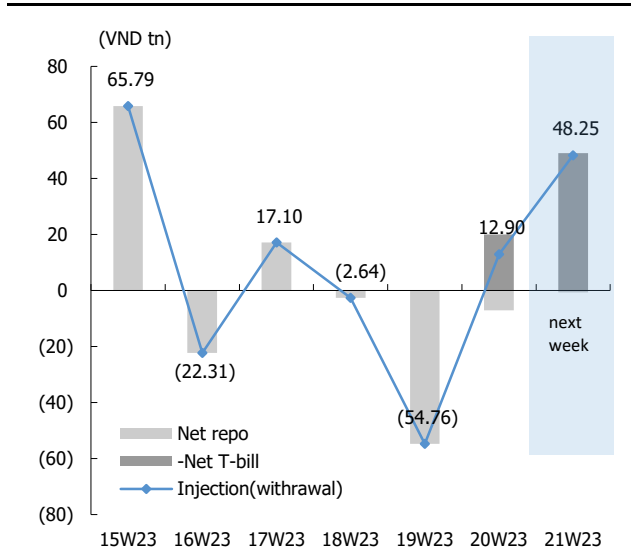 (VND tn)
80
65.79
60
48.25
40
17.10
20
12.90
(2.64)
0
next
week
(20)
(22.31)
(40)
(54.76)
Net repo
(60)
-Net T-bill
Injection(withrawal)
(80)
15W23 16W23 17W23 18W23 19W23 20W23 21W23